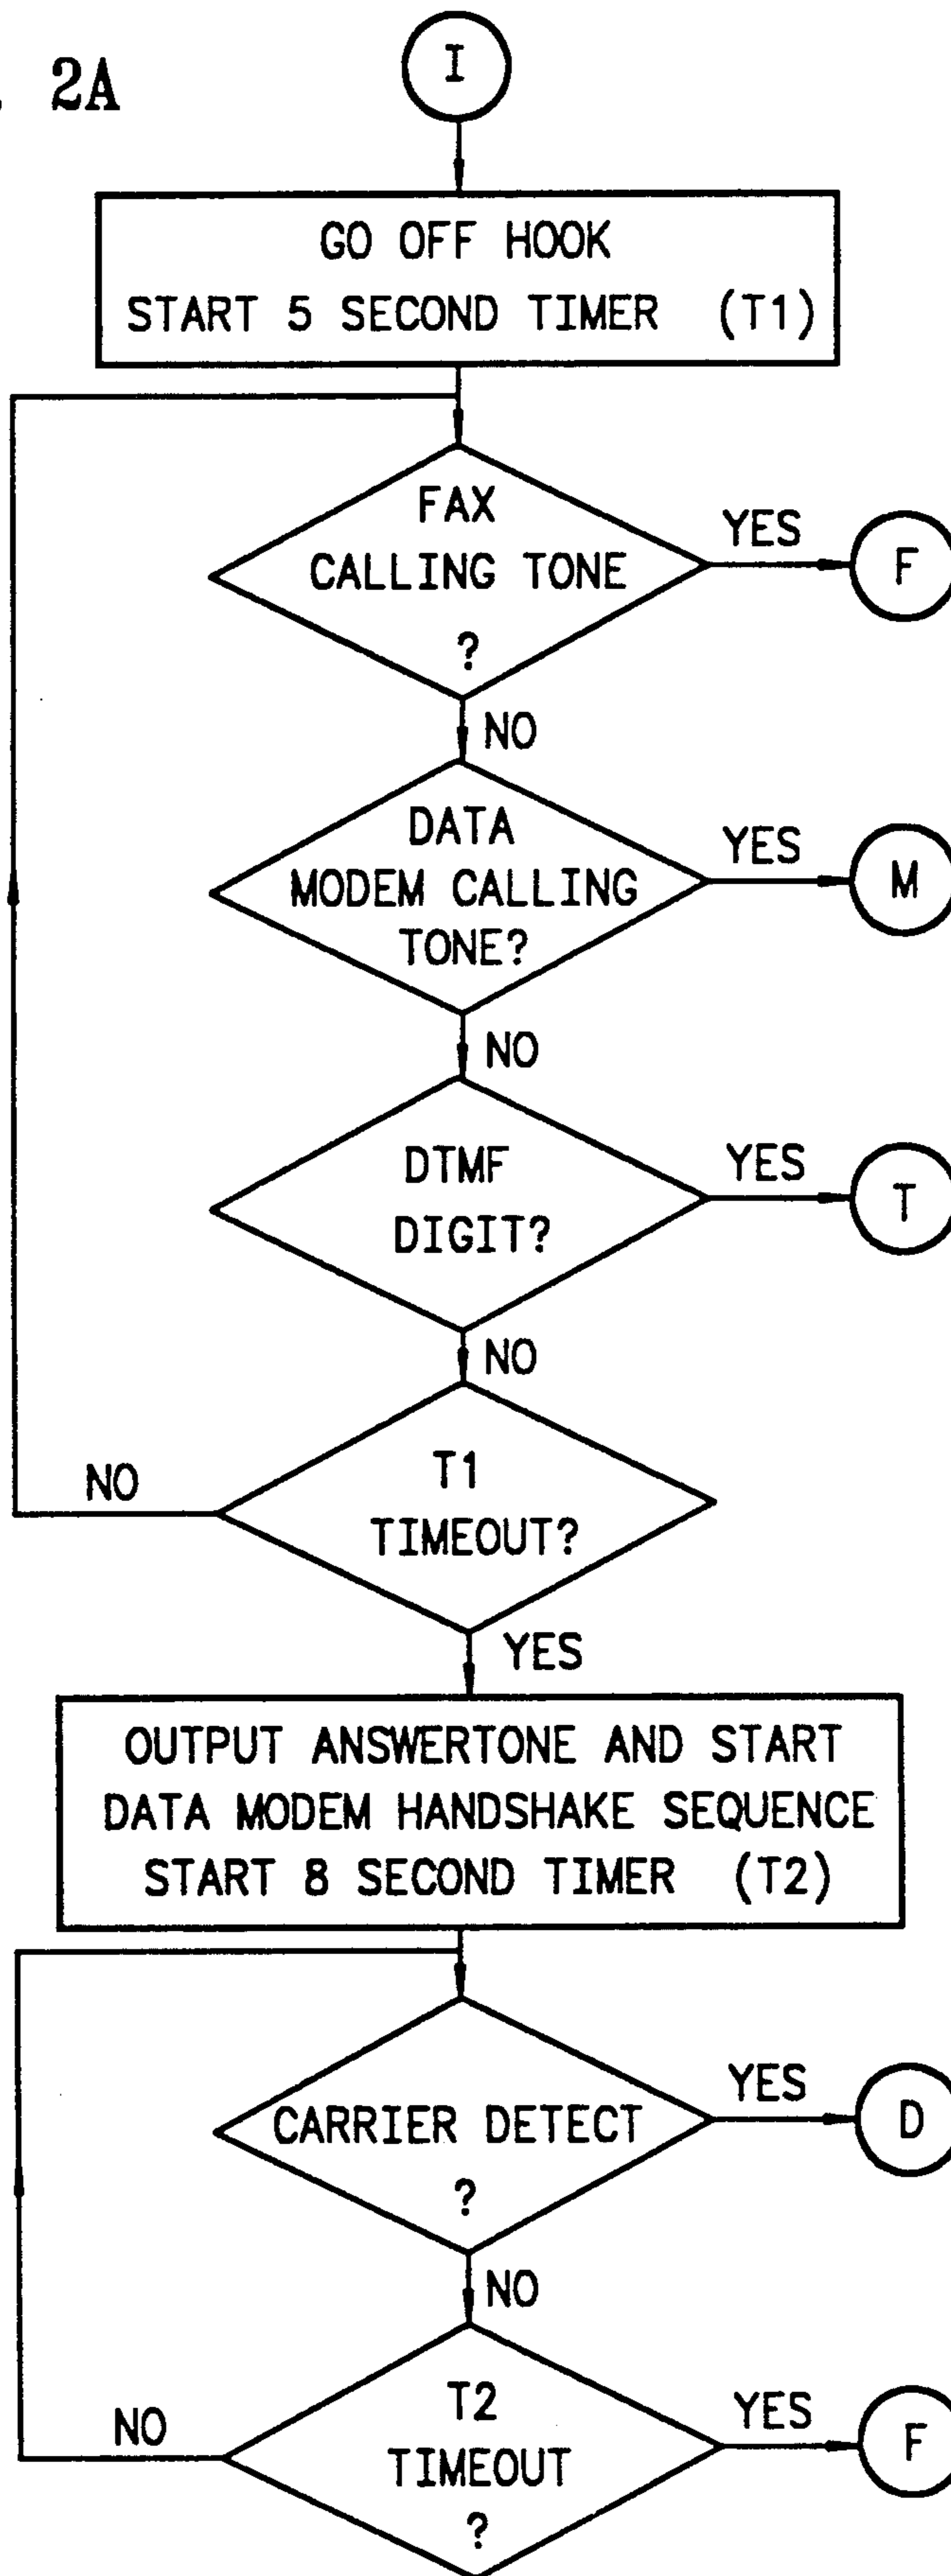 2A
I
GO OFF HOOK
START 5 SECOND TIMER (T1)
FAX
CALLING TONE
?
YES
F
NO
DATA
MODEM CALLING
TONE?
YES
M
NO
DTMF
DIGIT?
YES
T
NO
T1
TIMEOUT?
NO
YES
OUTPUT ANSWERTONE AND START
DATA MODEM HANDSHAKE SEQUENCE
START 8 SECOND TIMER (T2)
CARRIER DETECT
?
YES
D
NO
T2
TIMEOUT
?
NO
YES
F